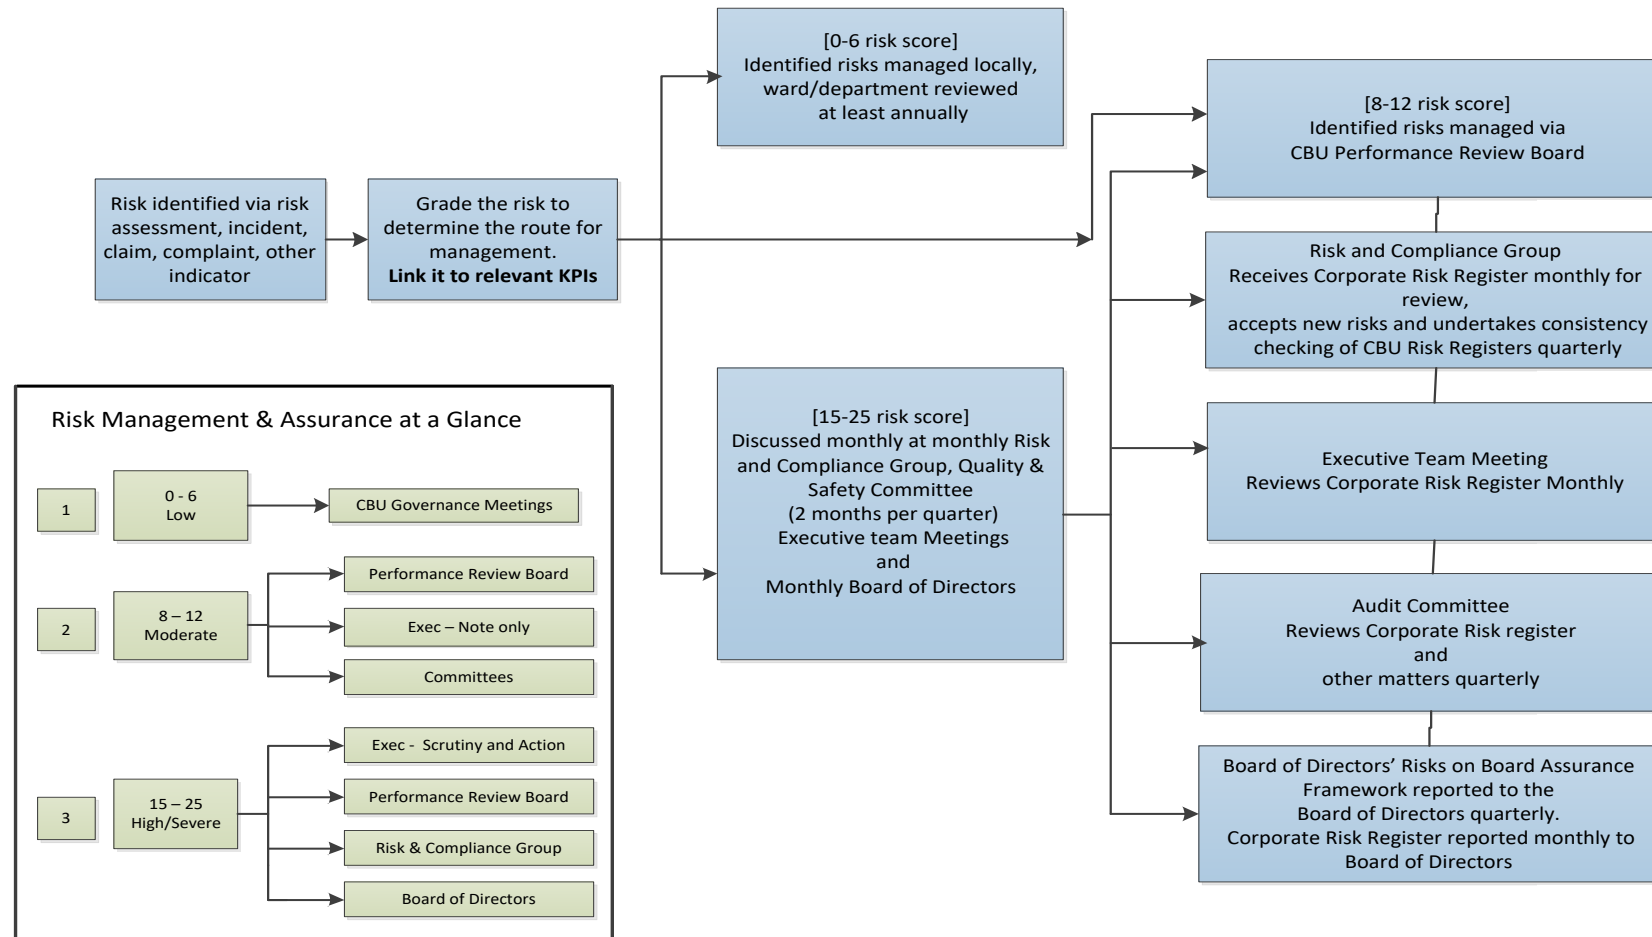 Risk identified via risk
assessment, incident,
claim, complaint, other
indicator
Grade the risk to
determine the route for
management.
Link it to relevant KPIs
[0-6 risk score]
Identified risks managed locally,
ward/department reviewed
at least annually
[15-25 risk score]
Discussed monthly at monthly Risk
and Compliance Group, Quality &
Safety Committee
(2 months per quarter)
Executive team Meetings
and
Monthly Board of Directors
[8-12 risk score]
Identified risks managed via
CBU Performance Review Board
Risk and Compliance Group
Receives Corporate Risk Register monthly for
review,
accepts new risks and undertakes consistency
checking of CBU Risk Registers quarterly
Executive Team Meeting
Reviews Corporate Risk Register Monthly
Audit Committee
Reviews Corporate Risk register
and
other matters quarterly
Board of Directors’ Risks on Board Assurance
Framework reported to the
Board of Directors quarterly.
Corporate Risk Register reported monthly to
Board of Directors
Risk Management & Assurance at a Glance
1
0 - 6
Low
CBU Governance Meetings
2
8 – 12
Moderate
Performance Review Board
Exec – Note only
Committees
3
15 – 25
High/Severe
Exec -  Scrutiny and Action
Performance Review Board
Risk & Compliance Group
Board of Directors